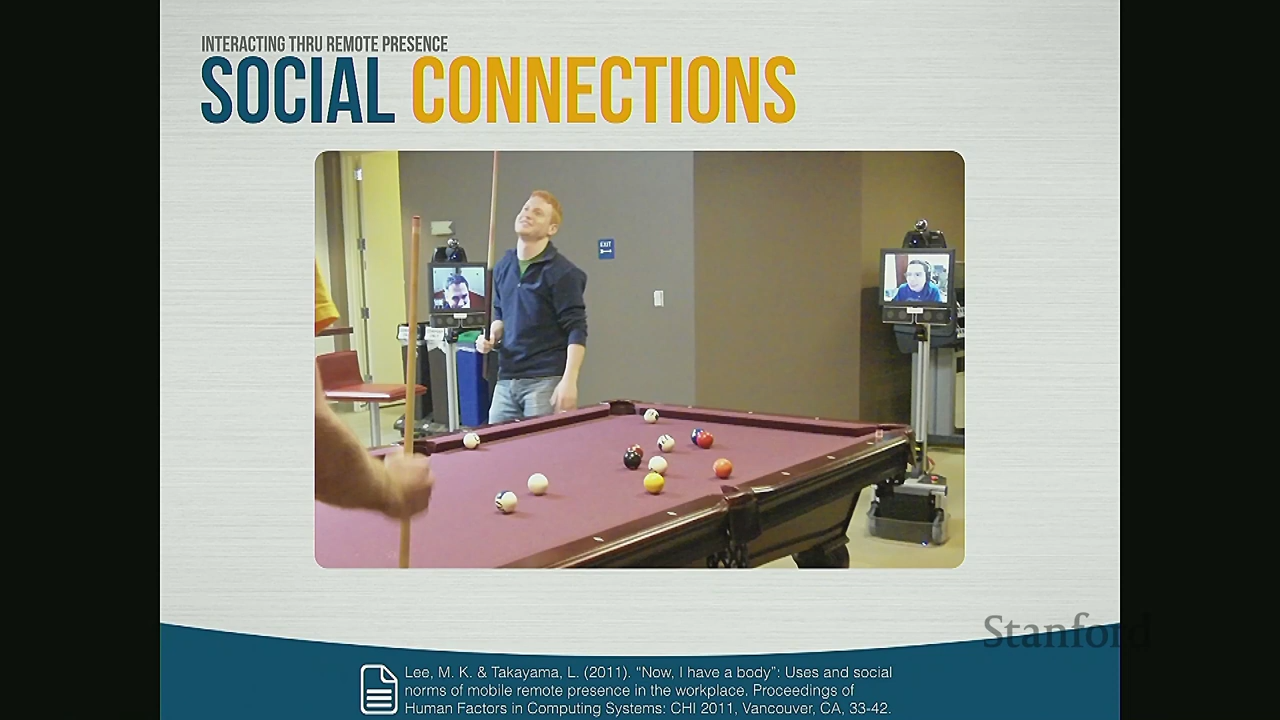 INTERACTING THRU REMOTE PRESENCE
SOCIAL CONNECTIONS
EXIT
Stanford
Lee, M. K. & Takayama, L. (2011). “Now, I have a body”: Uses and social
norms of mobile remote presence in the workplace. Proceedings of
Human Factors in Computing Systems: CHI 2011, Vancouver, CA, 33-42.